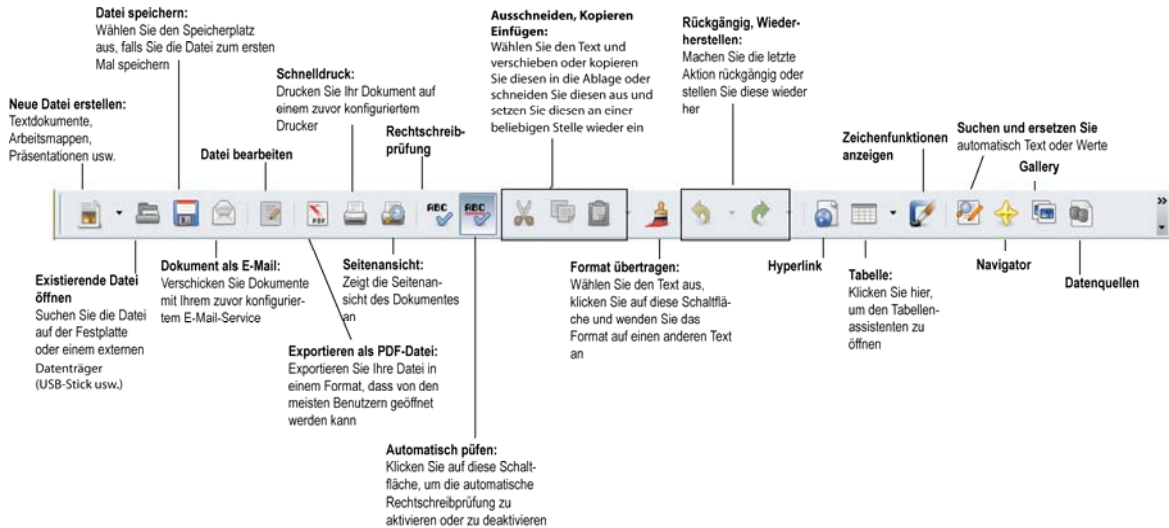 Datei speichern:
Wählen Sie den Speicherplatz
aus, falls Sie die Datei zum ersten
Mal speichern
Ausschneiden, Kopieren
Einfügen:
Wählen Sie den Text und
verschieben oder kopieren
Sie diesen in die Ablage oder
schneiden Sie diesen aus und
setzen Sie diesen an einer
beliebigen Stelle wieder ein
Rückgängig, Wieder-
herstellen:
Machen Sie die letzte
Aktion rückgängig oder
stellen Sie diese wieder
her
Schnelldruck:
Drucken Sie Ihr Dokument auf
einem zuvor konfiguriertem
Drucker
Neue Datei erstellen:
Textdokumente,
Arbeitsmappen,
Präsentationen usw.
Datei bearbeiten
Rechtschreib-
prüfung
Zeichenfunktionen
anzeigen
Suchen und ersetzen Sie
automatisch Text oder Werte
Gallery
PDF
ABC
ABC
Existierende Datei
öffnen
Suchen Sie die Datei
auf der Festplatte
oder einem externen
Datenträger
(USB-Stick usw.)
Dokument als E-Mail:
Verschicken Sie Dokumente
mit Ihrem zuvor konfigurier-
tem E-Mail-Service
Seitenansicht:
Zeigt die Seitenan-
sicht des Dokumentes
an
Exportieren als PDF-Datei:
Exportieren Sie Ihre Datei in
einem Format, dass von den
meisten Benutzern geöffnet
werden kann
Automatisch püfen:
Klicken Sie auf diese Schalt-
fläche, um die automatische
Rechtschreibprüfung zu
aktivieren oder zu deaktivieren
Format übertragen:
Wählen Sie den Text aus,
klicken Sie auf diese Schaltflä-
che und wenden Sie das
Format auf einen anderen Text
an
Hyperlink
Tabelle:
Klicken Sie hier,
um den Tabellen-
assistenten zu
öffnen
Navigator
Datenquellen